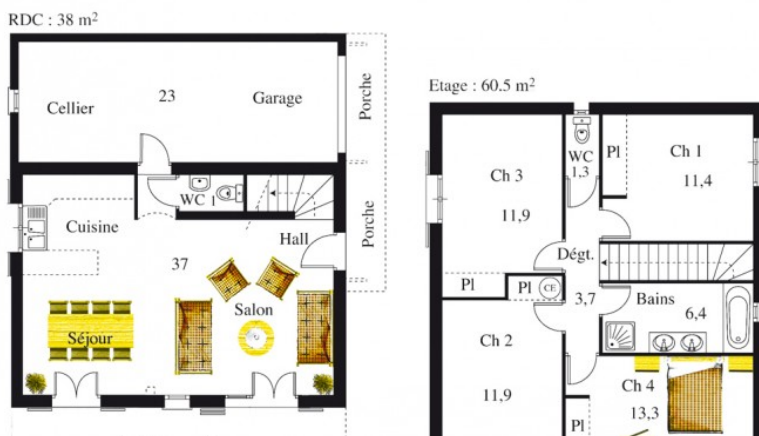 RDC : 38 m²
Cellier
23
Garage
Porche
WC 1
Cuisine
Hall
Porche
37
Salon
Séjour
Etage : 60.5 m²
WC
1,3
Pl
Ch 1
11,4
Ch 3
11,9
Dégt.
Pl
Pl
CE
3,7
Bains
6,4
Ch 2
11,9
Ch 4
13,3
Pl